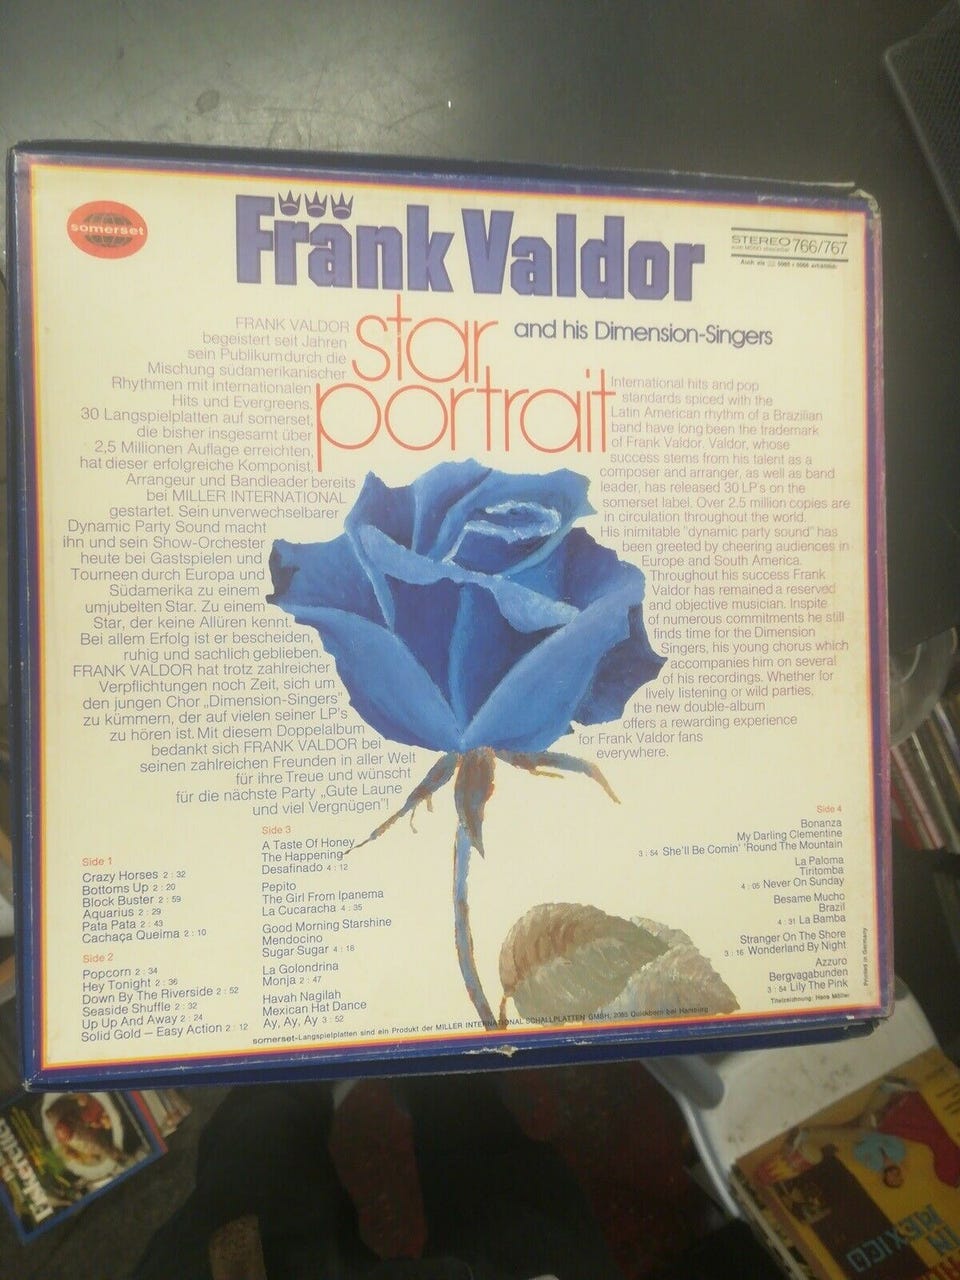 somerset
Frank Valdor
STEREO 766/767
star portrait
and his Dimension-Singers
FRANK VALDOR
begeistert seit Jahren
sein Publikum durch die
Mischung südamerikanischer
Rhythmen mit internationalen
Hits und Evergreens.
30 Langspielplatten auf somerset,
die bisher insgesamt über
2,5 Millionen Auflage erreichten,
hat dieser erfolgreiche Komponist,
Arrangeur und Bandleader bereits
bei MILLER INTERNATIONAL
gestartet. Sein unverwechselbarer
Dynamic Party Sound macht
ihn und sein Show-Orchester
heute bei Gastspielen und
Tourneen durch Europa und
Südamerika zu einem
umjubelten Star. Zu einem
Star, der keine Allüren kennt.
Bei allem Erfolg ist er bescheiden,
ruhig und sachlich geblieben.
FRANK VALDOR hat trotz zahlreicher
Verpflichtungen noch Zeit, sich um
den jungen Chor „Dimension-Singers"
zu kümmern, der auf vielen seiner LP's
zu hören ist. Mit diesem Doppelalbum
bedankt sich FRANK VALDOR bei
seinen zahlreichen Freunden in aller Welt
für ihre Treue und wünscht
für die nächste Party „Gute Laune
und viel Vergnügen"!
International hits and pop
standards spiced with the
Latin American rhythm of a Brazilian
band have long been the trademark
of Frank Valdor. Valdor, whose
success stems from his talent as a
composer and arranger, as well as band
leader, has released 30 LP's on the
somerset label. Over 2.5 million copies are
in circulation throughout the world.
His inimitable "dynamic party sound" has
been greeted by cheering audiences in
Europe and South America.
Throughout his success Frank
Valdor has remained a reserved
and objective musician. Inspite
of numerous commitments he still
finds time for the Dimension
Singers, his young chorus which
accompanies him on several
of his recordings. Whether for
lively listening or wild parties,
the new double-album
offers a rewarding experience
for Frank Valdor fans
everywhere.
Side 1
Crazy Horses 2 : 32
Bottoms Up 2 : 20
Block Buster 2 : 59
Aquarius 2 : 29
Pata Pata 2 : 43
Cachaça Queima 2 : 10
Side 2
Popcorn 2 : 34
Hey Tonight 2 : 36
Down By The Riverside 2 : 52
Seaside Shuffle 2 : 32
Up Up And Away 2 : 24
Solid Gold – Easy Action 2 : 12
Side 3
A Taste Of Honey
The Happening
Desafinado 4 : 12
Pepito
The Girl From Ipanema
La Cucaracha 4 : 35
Good Morning Starshine
Mendocino
Sugar Sugar 4 : 18
La Golondrina
Monja 2 : 47
Havah Nagilah
Mexican Hat Dance
Ay, Ay, Ay 3 : 52
Side 4
Bonanza
My Darling Clementine
3 : 54 She'll Be Comin' 'Round The Mountain
La Paloma
Tiritomba
4 : 05 Never On Sunday
Besame Mucho
Brazil
4 : 31 La Bamba
Stranger On The Shore
3 : 16 Wonderland By Night
Azzuro
Bergvagabunden
3 : 54 Lily The Pink
Titelzeichnung: Hans Möller
Printed in Germany
somerset-Langspielplatten sind ein Produkt der MILLER INTERNATIONAL SCHALLPLATTEN GMBH, 2085 Quickborn bei Hamburg
IN
MEXICO